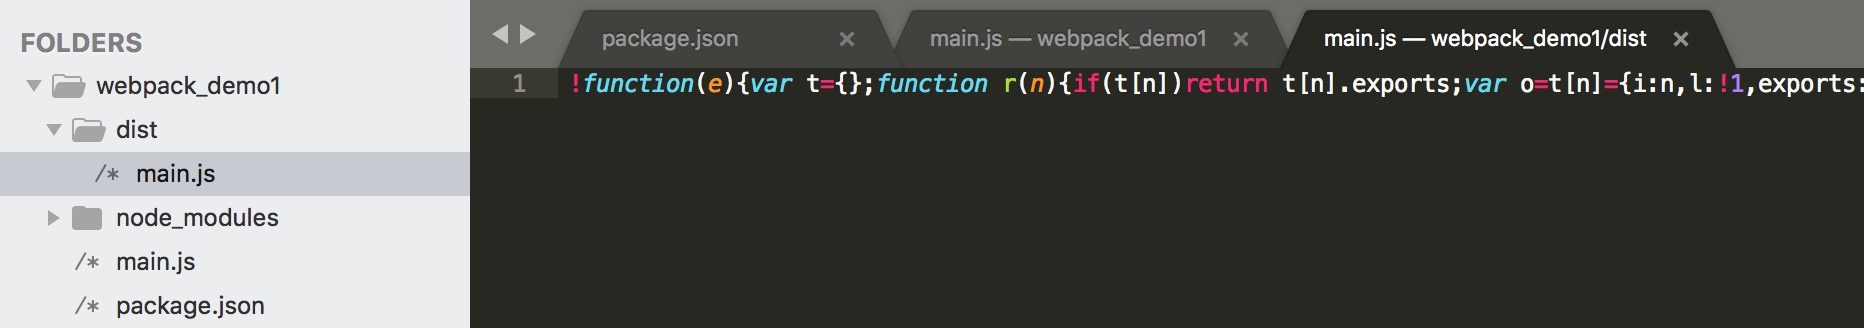 FOLDERS
webpack_demo1
dist
/* main.js
node_modules
/* main.js
/* package.json
package.json ×
main.js — webpack_demo1 ×
main.js — webpack_demo1/dist ×
1 !function(e){var t={};function r(n){if(t[n])return t[n].exports;var o=t[n]={i:n,l:!1,exports: